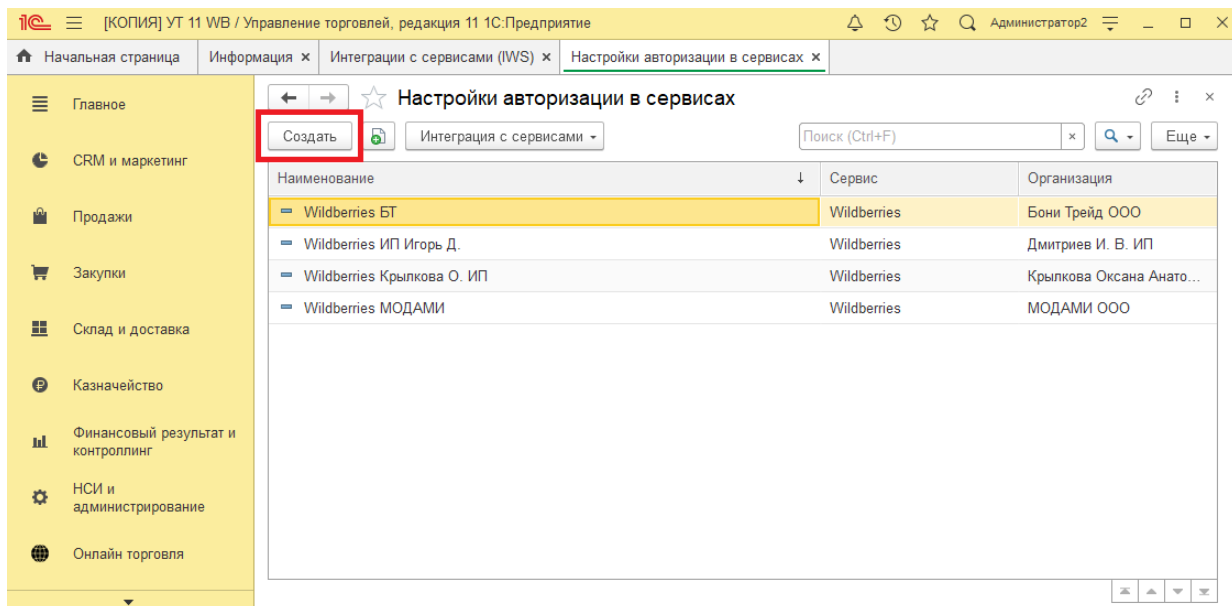 1С [КОПИЯ] УТ 11 WB / Управление торговлей, редакция 11 1С:Предприятие Администратор2
Начальная страница Информация × Интеграции с сервисами (IWS) × Настройки авторизации в сервисах ×
Главное
CRM и маркетинг
Продажи
Закупки
Склад и доставка
Казначейство
Финансовый результат и
контроллинг
НСИ и
администрирование
Онлайн торговля
Настройки авторизации в сервисах
Создать Интеграция с сервисами Поиск (Ctrl+F) × Еще
Наименование ↓ Сервис Организация
Wildberries БТ Wildberries Бони Трейд ООО
Wildberries ИП Игорь Д. Wildberries Дмитриев И. В. ИП
Wildberries Крылкова О. ИП Wildberries Крылкова Оксана Анато...
Wildberries МОДАМИ Wildberries МОДАМИ ООО